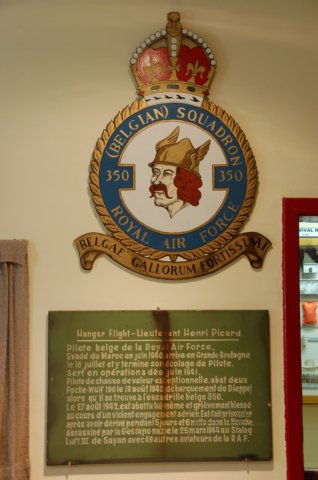 (BELGIAN) SQUADRON
350 350
ROYAL AIR FORCE
BELGAE GALLORUM FORTISSIMI
Hangar Flight-Lieutenant Henri Picard.
Pilote belge de la Royal Air Force.
Evadé du Maroc en juin 1940 arrive en Grande-Bretagne
le 16 juillet et y termine son écolage de Pilote.
Sert en opérations dès juin 1941.
Pilote de chasse de valeur exceptionnelle, abat deux
Focke-Wulf 190 le 19 août 1942 (débarquement de Dieppe)
alors qu'il se trouve à l'escadrille belge 350.
Le 27 août 1942, est abattu lui-même et grièvement blessé
au cours d'un violent engagement aérien. Est fait prisonnier
après avoir dérivé pendant 5 jours et 6 nuits dans la Manche.
Assassiné par la Gestapo nazie le 25 mars 1944 au Stalag
Luft III de Sagan avec 49 autres aviateurs de la R A F.
VIVAL